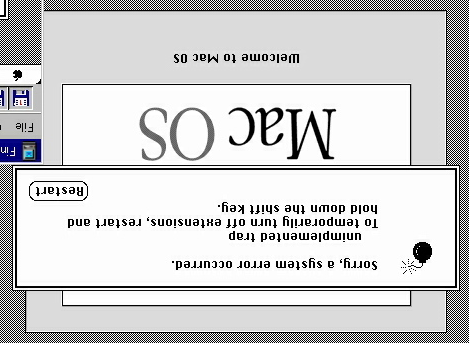 Sorry, a system error occurred.
unimplemented trap
To temporarily turn off extensions, restart and
hold down the shift key.
Restart
Mac OS
Welcome to Mac OS
Fin
File